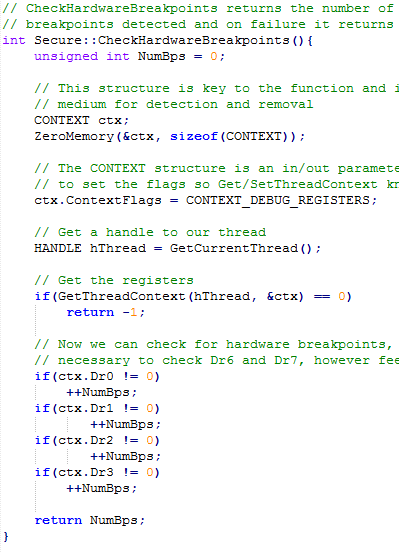 // CheckHardwareBreakpoints returns the number of
// breakpoints detected and on failure it returns
int Secure::CheckHardwareBreakpoints(){
    unsigned int NumBps = 0;

    // This structure is key to the function and i
    // medium for detection and removal
    CONTEXT ctx;
    ZeroMemory(&ctx, sizeof(CONTEXT));

    // The CONTEXT structure is an in/out paramete
    // to set the flags so Get/SetThreadContext kn
    ctx.ContextFlags = CONTEXT_DEBUG_REGISTERS;

    // Get a handle to our thread
    HANDLE hThread = GetCurrentThread();

    // Get the registers
    if(GetThreadContext(hThread, &ctx) == 0)
        return -1;

    // Now we can check for hardware breakpoints,
    // necessary to check Dr6 and Dr7, however fee
    if(ctx.Dr0 != 0)
        ++NumBps;
    if(ctx.Dr1 != 0)
           ++NumBps;
    if(ctx.Dr2 != 0)
           ++NumBps;
    if(ctx.Dr3 != 0)
        ++NumBps;

    return NumBps;
}